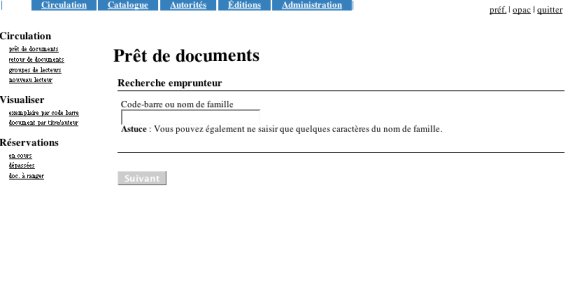 Circulation Catalogue Autorités Éditions Administration
préf. | opac | quitter
Circulation
prêt de documents
retour de documents
groupes de lecteurs
nouveau lecteur
Visualiser
exemplaire par code barre
document par titre/auteur
Réservations
en cours
dépassées
doc. à ranger
Prêt de documents
Recherche emprunteur
Code-barre ou nom de famille
Astuce : Vous pouvez également ne saisir que quelques caractères du nom de famille.
Suivant